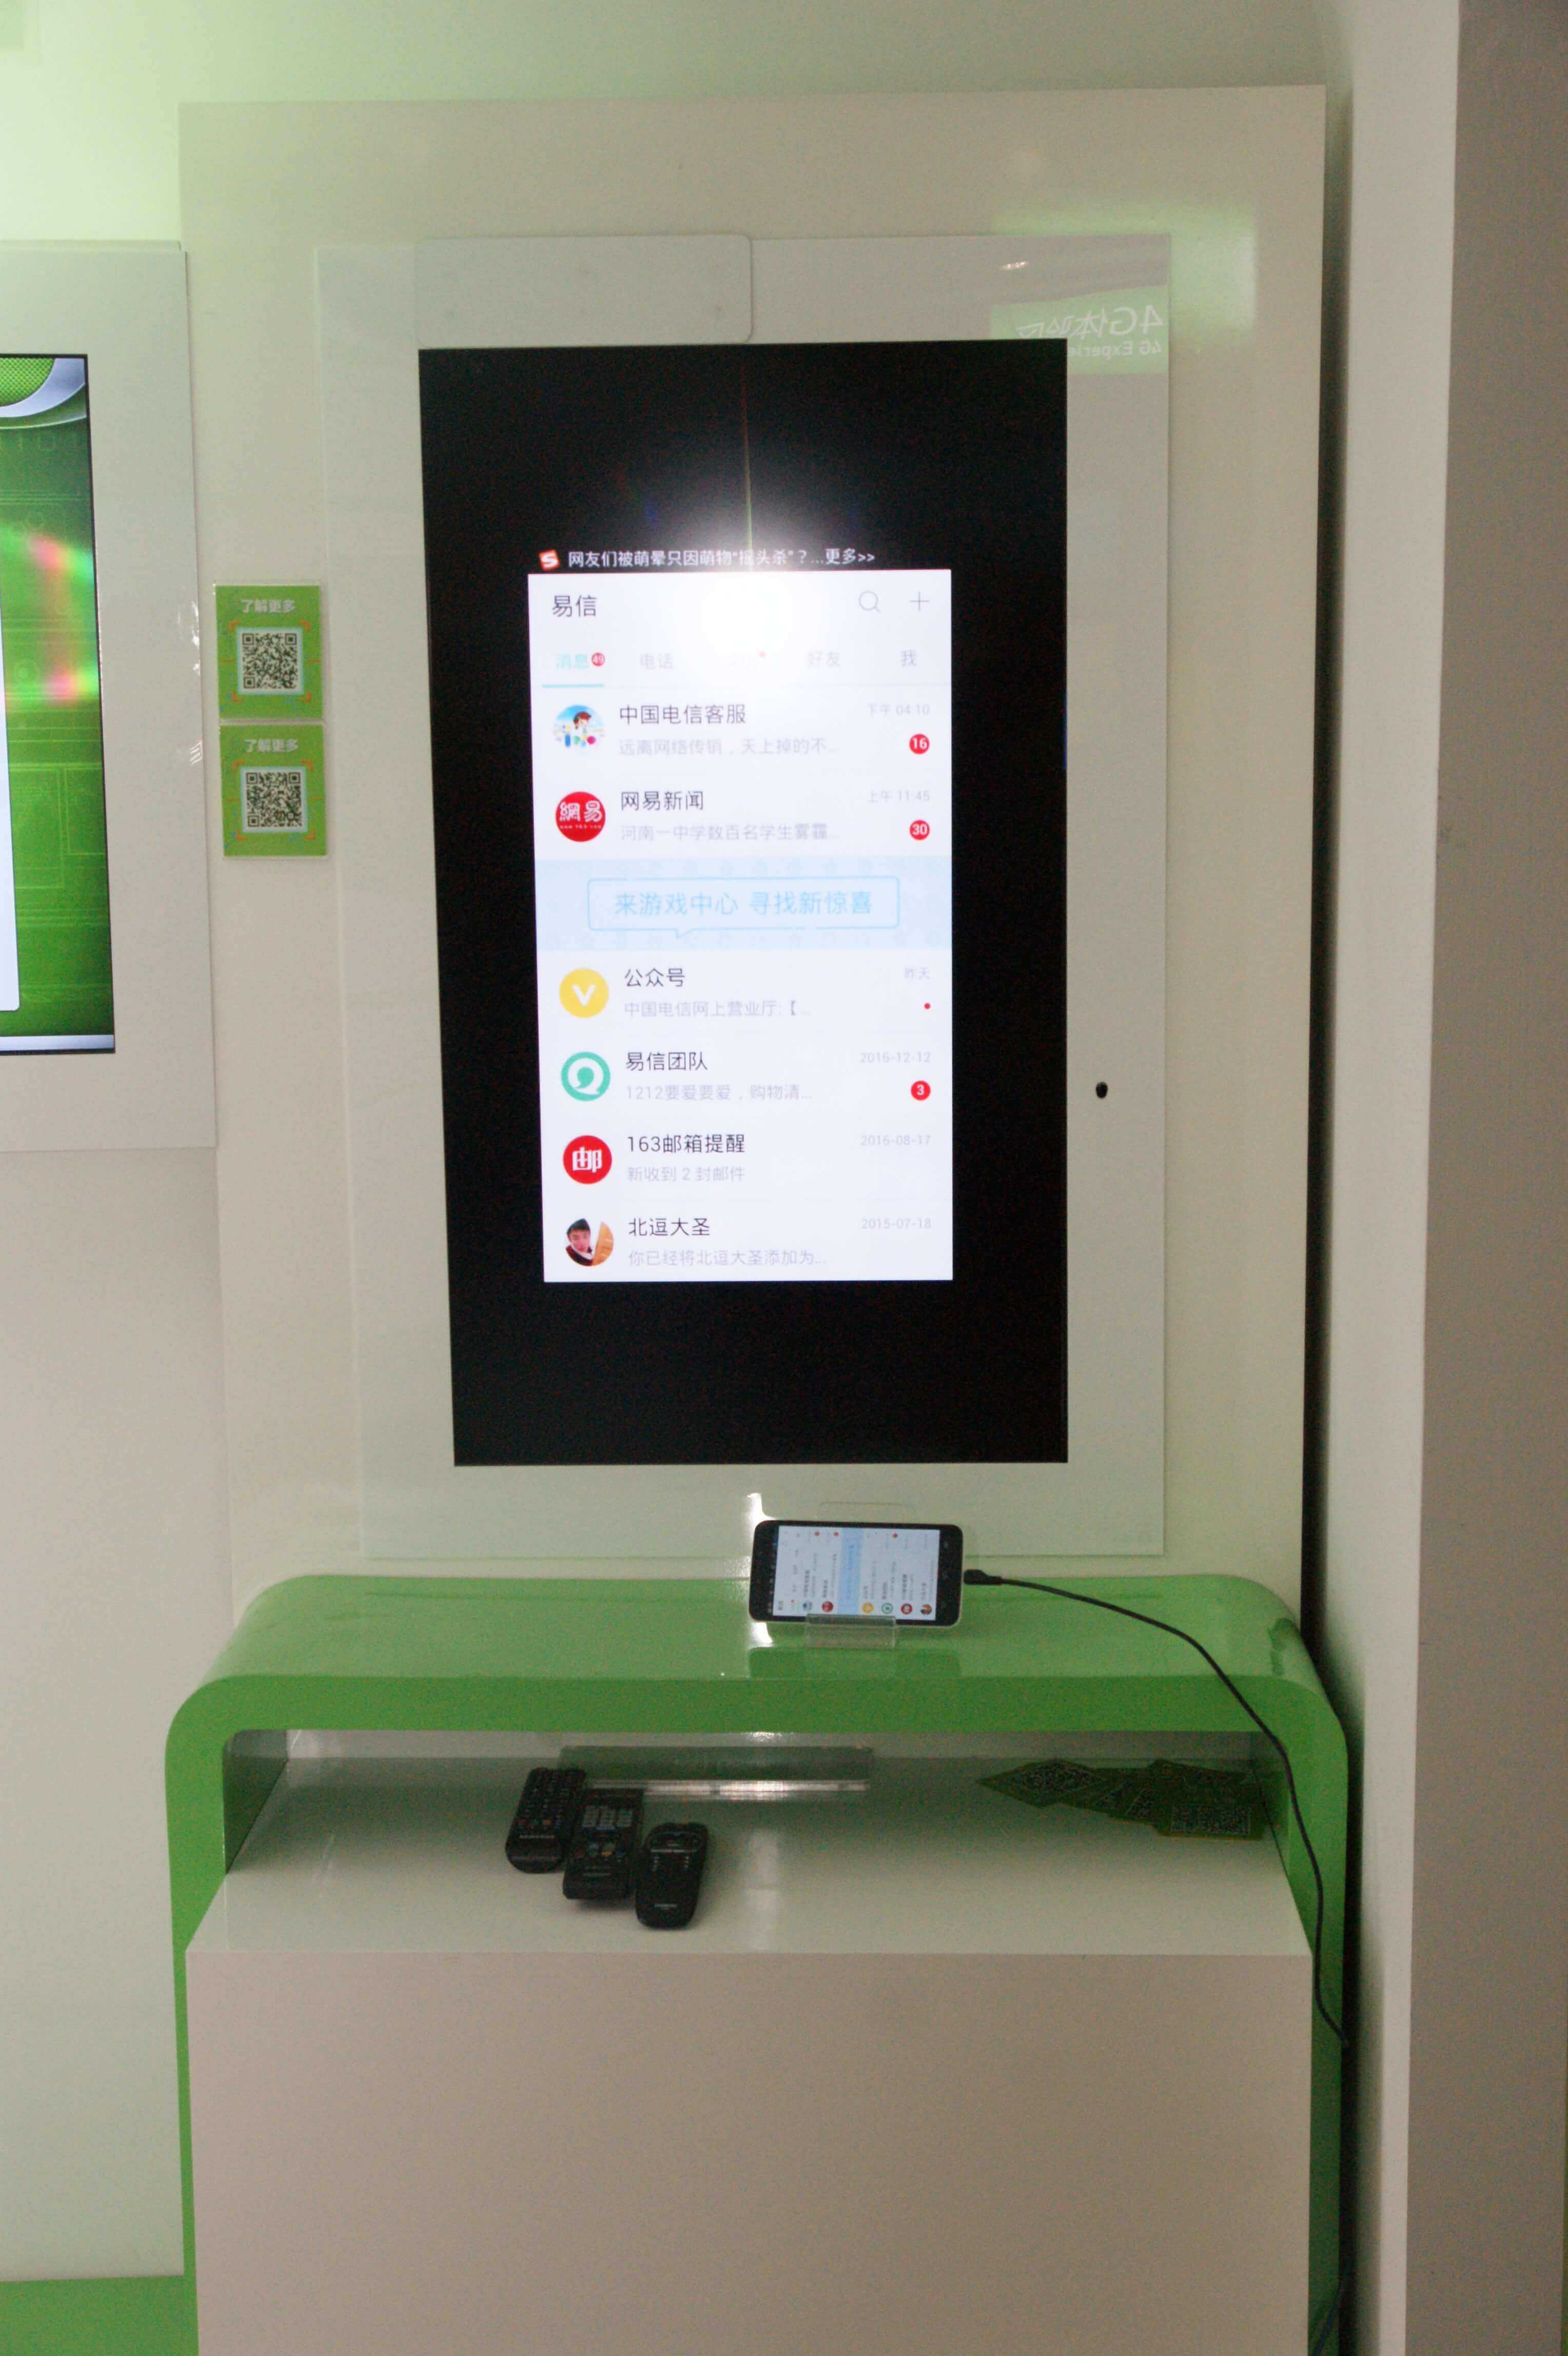 4G体验区
4G Experie
网友们被萌晕只因萌物"摇头杀"？...更多>>
易信
消息 49
电话
好友
我
中国电信客服
下午 04:10
远离网络传销，天上掉的不...
16
网易新闻
上午 11:45
河南一中学数百名学生雾霾...
30
来游戏中心 寻找新惊喜
公众号
昨天
中国电信网上营业厅:【...
易信团队
2016-12-12
1212要爱要爱，购物清...
3
163邮箱提醒
2016-08-17
新收到 2 封邮件
北逗大圣
2015-07-18
你已经将北逗大圣添加为...
了解更多
了解更多
網易
邮